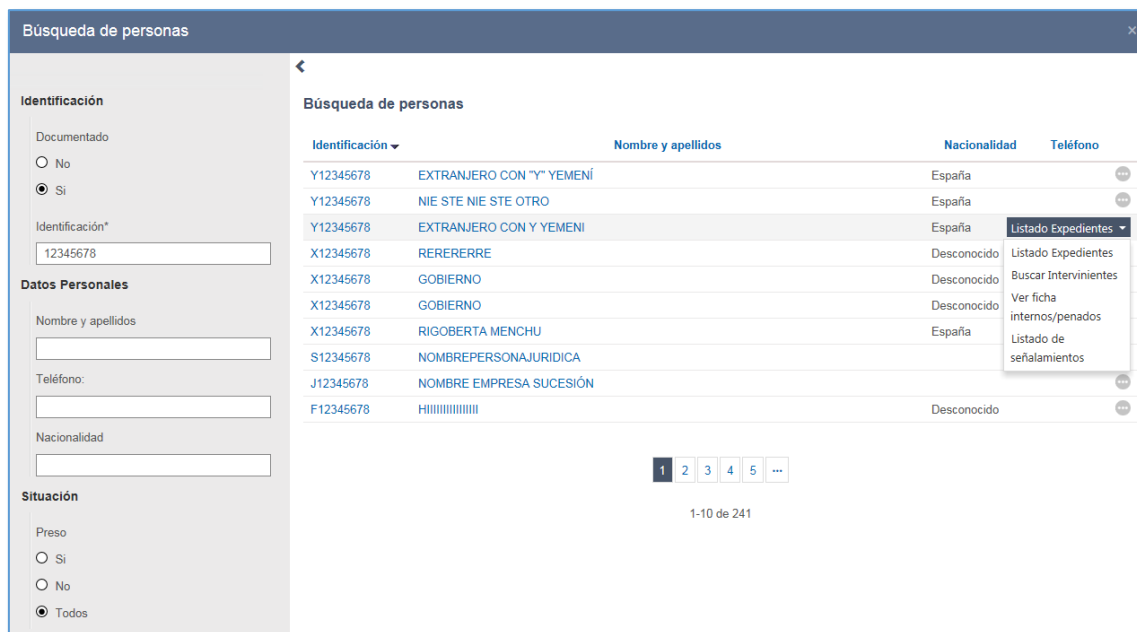 Búsqueda de personas ×
Identificación
Documentado
No
Si
Identificación*
12345678
Datos Personales
Nombre y apellidos
Teléfono:
Nacionalidad
Situación
Preso
Si
No
Todos
Búsqueda de personas
Identificación Nombre y apellidos Nacionalidad Teléfono
Y12345678 EXTRANJERO CON "Y" YEMENÍ España
Y12345678 NIE STE NIE STE OTRO España
Y12345678 EXTRANJERO CON Y YEMENI España Listado Expedientes
X12345678 RERERERRE Desconocido
X12345678 GOBIERNO Desconocido
X12345678 GOBIERNO Desconocido
X12345678 RIGOBERTA MENCHU España
S12345678 NOMBREPERSONAJURIDICA
J12345678 NOMBRE EMPRESA SUCESIÓN
F12345678 Desconocido
Listado Expedientes
Buscar Intervinientes
Ver ficha
internos/penados
Listado de
señalamientos
1 2 3 4 5 ...
1-10 de 241